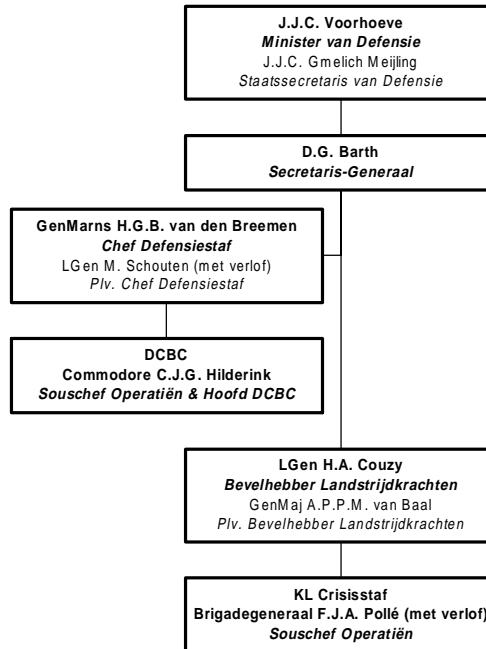 J.J.C. Voorhoeve
Minister van Defensie
J.J.C. Gmelich Meijling
Staatssecretaris van Defensie
D.G. Barth
Secretaris-Generaal
GenMarns H.G.B. van den Breemen
Chef Defensiestaf
LGen M. Schouten (met verlof)
Plv. Chef Defensiestaf
DCBC
Commodore C.J.G. Hilderink
Souschef Operatiën & Hoofd DCBC
LGen H.A. Couzy
Bevelhebber Landstrijdkrachten
GenMaj A.P.P.M. van Baal
Plv. Bevelhebber Landstrijdkrachten
KL Crisisstaf
Brigadegeneraal F.J.A. Pollé (met verlof)
Souschef Operatiën